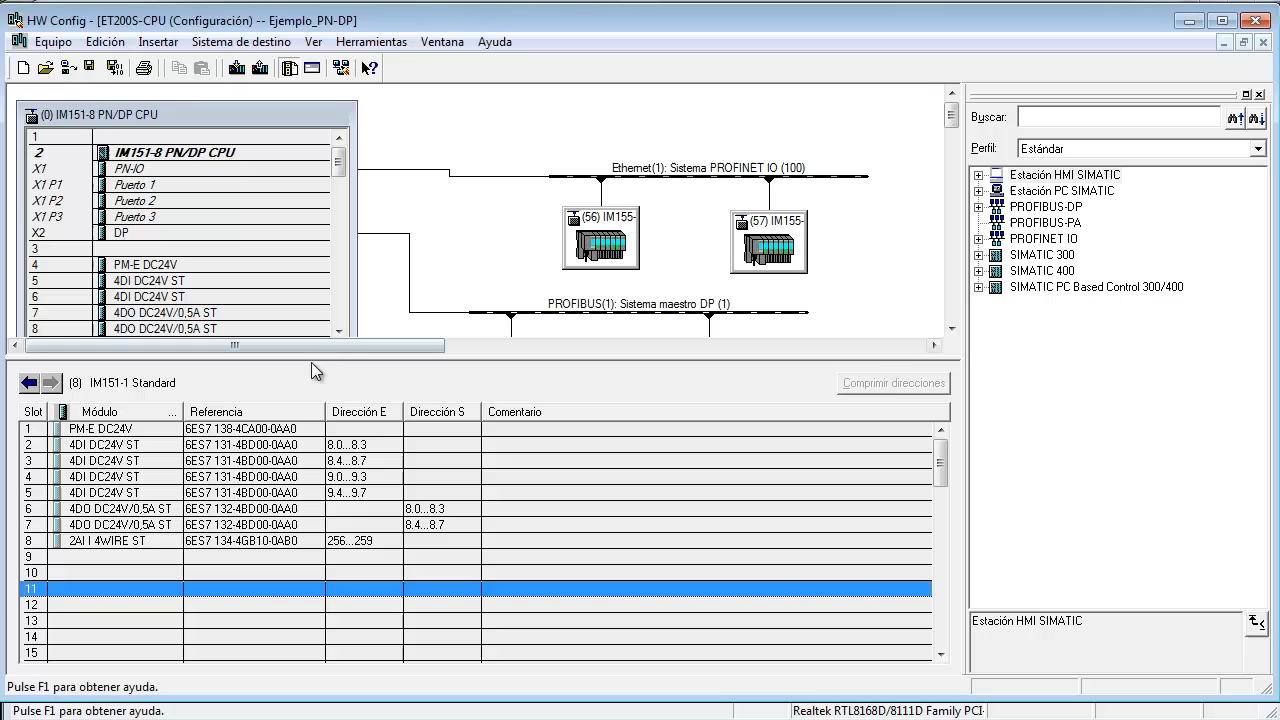 HW Config - [ET200S-CPU (Configuración) -- Ejemplo_PN-DP]
Equipo Edición Insertar Sistema de destino Ver Herramientas Ventana Ayuda
(0) IM151-8 PN/DP CPU
1
2 IM151-8 PN/DP CPU
X1 PN-IO
X1 P1 Puerto 1
X1 P2 Puerto 2
X1 P3 Puerto 3
X2 DP
3
4 PM-E DC24V
5 4DI DC24V ST
6 4DI DC24V ST
7 4DO DC24V/0,5A ST
8 4DO DC24V/0,5A ST
Ethernet(1): Sistema PROFINET IO (100)
(56) IM155-
(57) IM155-
PROFIBUS(1): Sistema maestro DP (1)
(8) IM151-1 Standard
Comprimir direcciones
Slot Módulo ... Referencia Dirección E Dirección S Comentario
1 PM-E DC24V 6ES7 138-4CA00-0AA0
2 4DI DC24V ST 6ES7 131-4BD00-0AA0 8.0...8.3
3 4DI DC24V ST 6ES7 131-4BD00-0AA0 8.4...8.7
4 4DI DC24V ST 6ES7 131-4BD00-0AA0 9.0...9.3
5 4DI DC24V ST 6ES7 131-4BD00-0AA0 9.4...9.7
6 4DO DC24V/0,5A ST 6ES7 132-4BD00-0AA0 8.0...8.3
7 4DO DC24V/0,5A ST 6ES7 132-4BD00-0AA0 8.4...8.7
8 2AI I 4WIRE ST 6ES7 134-4GB10-0AB0 256...259
9
10
11
12
13
14
15
Buscar:
Perfil: Estándar
Estación HMI SIMATIC
Estación PC SIMATIC
PROFIBUS-DP
PROFIBUS-PA
PROFINET IO
SIMATIC 300
SIMATIC 400
SIMATIC PC Based Control 300/400
Estación HMI SIMATIC
Pulse F1 para obtener ayuda.
Pulse F1 para obtener ayuda. Realtek RTL8168D/8111D Family PCI-